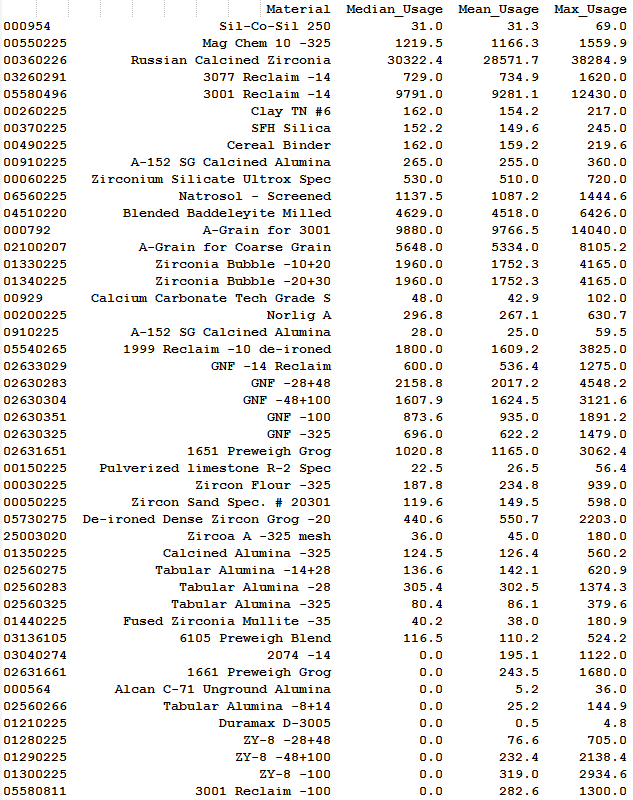 Material Median_Usage Mean_Usage Max_Usage
000954 Sil-Co-Sil 250 31.0 31.3 69.0
00550225 Mag Chem 10 -325 1219.5 1166.3 1559.9
00360226 Russian Calcined Zirconia 30322.4 28571.7 38284.9
03260291 3077 Reclaim -14 729.0 734.9 1620.0
05580496 3001 Reclaim -14 9791.0 9281.1 12430.0
00260225 Clay TN #6 162.0 154.2 217.0
00370225 SFH Silica 152.2 149.6 245.0
00490225 Cereal Binder 162.0 159.2 219.6
00910225 A-152 SG Calcined Alumina 265.0 255.0 360.0
00060225 Zirconium Silicate Ultrox Spec 530.0 510.0 720.0
06560225 Natrosol - Screened 1137.5 1087.2 1444.6
04510220 Blended Baddeleyite Milled 4629.0 4518.0 6426.0
000792 A-Grain for 3001 9880.0 9766.5 14040.0
02100207 A-Grain for Coarse Grain 5648.0 5334.0 8105.2
01330225 Zirconia Bubble -10+20 1960.0 1752.3 4165.0
01340225 Zirconia Bubble -20+30 1960.0 1752.3 4165.0
00929 Calcium Carbonate Tech Grade S 48.0 42.9 102.0
00200225 Norlig A 296.8 267.1 630.7
0910225 A-152 SG Calcined Alumina 28.0 25.0 59.5
05540265 1999 Reclaim -10 de-ironed 1800.0 1609.2 3825.0
02633029 GNF -14 Reclaim 600.0 536.4 1275.0
02630283 GNF -28+48 2158.8 2017.2 4548.2
02630304 GNF -48+100 1607.9 1624.5 3121.6
02630351 GNF -100 873.6 935.0 1891.2
02630325 GNF -325 696.0 622.2 1479.0
02631651 1651 Preweigh Grog 1020.8 1165.0 3062.4
00150225 Pulverized limestone R-2 Spec 22.5 26.5 56.4
00030225 Zircon Flour -325 187.8 234.8 939.0
00050225 Zircon Sand Spec. # 20301 119.6 149.5 598.0
05730275 De-ironed Dense Zircon Grog -20 440.6 550.7 2203.0
25003020 Zircoa A -325 mesh 36.0 45.0 180.0
01350225 Calcined Alumina -325 124.5 126.4 560.2
02560275 Tabular Alumina -14+28 136.6 142.1 620.9
02560283 Tabular Alumina -28 305.4 302.5 1374.3
02560325 Tabular Alumina -325 80.4 86.1 379.6
01440225 Fused Zirconia Mullite -35 40.2 38.0 180.9
03136105 6105 Preweigh Blend 116.5 110.2 524.2
03040274 2074 -14 0.0 195.1 1122.0
02631661 1661 Preweigh Grog 0.0 243.5 1680.0
000564 Alcan C-71 Unground Alumina 0.0 5.2 36.0
02560266 Tabular Alumina -8+14 0.0 25.2 144.9
01210225 Duramax D-3005 0.0 0.5 4.8
01280225 ZY-8 -28+48 0.0 76.6 705.0
01290225 ZY-8 -48+100 0.0 232.4 2138.4
01300225 ZY-8 -100 0.0 319.0 2934.6
05580811 3001 Reclaim -100 0.0 282.6 1300.0